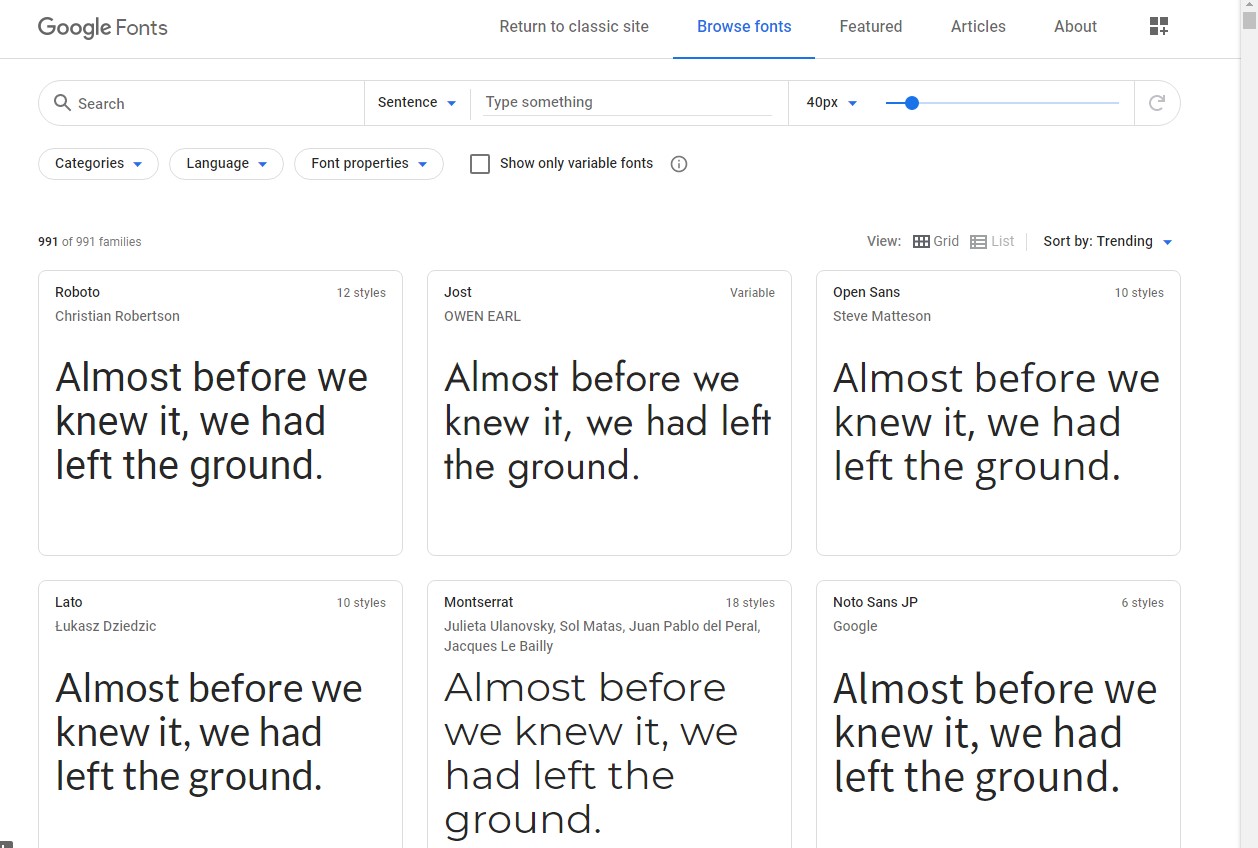 Google Fonts Return to classic site Browse fonts Featured Articles About
Search Sentence Type something 40px
Categories Language Font properties Show only variable fonts
991 of 991 families View: Grid List Sort by: Trending
Roboto 12 styles
Christian Robertson
Almost before we
knew it, we had
left the ground.
Jost Variable
OWEN EARL
Almost before we
knew it, we had left
the ground.
Open Sans 10 styles
Steve Matteson
Almost before we
knew it, we had
left the ground.
Lato 10 styles
Łukasz Dziedzic
Almost before we
knew it, we had
left the ground.
Montserrat 18 styles
Julieta Ulanovsky, Sol Matas, Juan Pablo del Peral,
Jacques Le Bailly
Almost before
we knew it, we
had left the
ground.
Noto Sans JP 6 styles
Google
Almost before we
knew it, we had
left the ground.